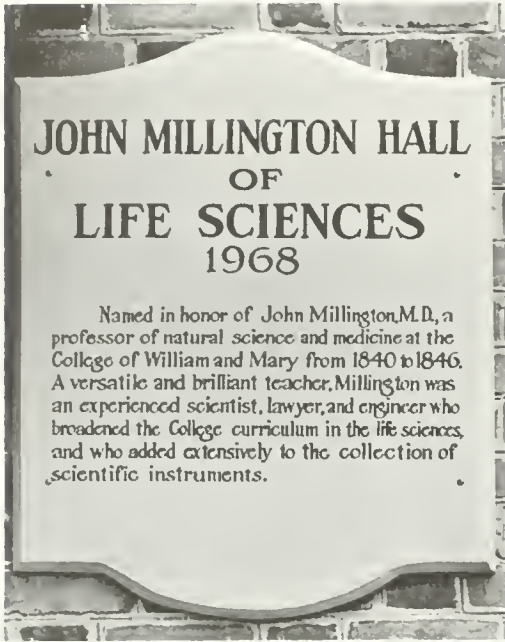 JOHN MILLINGTON HALL
OF
LIFE SCIENCES
1968
Named in honor of John Millington, M.D., a
professor of natural science and medicine at the
College of William and Mary from 1840 to 1846.
A versatile and brilliant teacher, Millington was
an experienced scientist, lawyer, and engineer who
broadened the College curriculum in the life sciences,
and who added extensively to the collection of
scientific instruments.